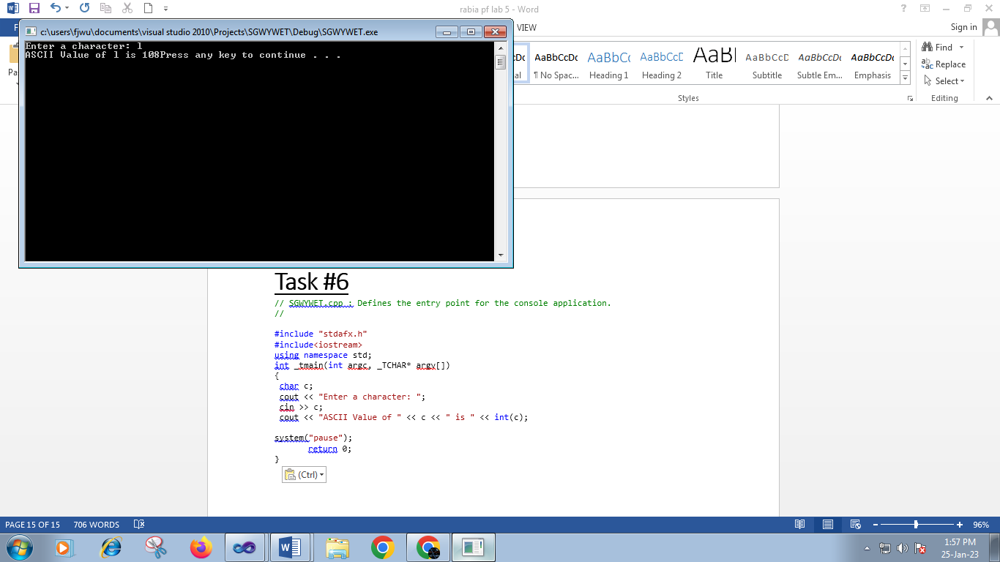 rabia pf lab 5 - Word
c:\users\fjwu\documents\visual studio 2010\Projects\SGWYWET\Debug\SGWYWET.exe
F
VIEW
Sign in
Enter a character: l
ASCII Value of l is 108Press any key to continue . . .
Pas
AaBbCcDc AaBbCc AaBbCcC AaBl AaBbCcD AaBbCcDc AaBbCcDc
¶ No Spac... Heading 1 Heading 2 Title Subtitle Subtle Em... Emphasis
Styles
Find
Replace
Select
Editing
Task #6
// SGWYWET.cpp : Defines the entry point for the console application.
//
#include "stdafx.h"
#include<iostream>
using namespace std;
int _tmain(int argc, _TCHAR* argv[])
{
char c;
cout << "Enter a character: ";
cin >> c;
cout << "ASCII Value of " << c << " is " << int(c);
system("pause");
return 0;
}
(Ctrl)
PAGE 15 OF 15 706 WORDS
96%
1:57 PM
25-Jan-23